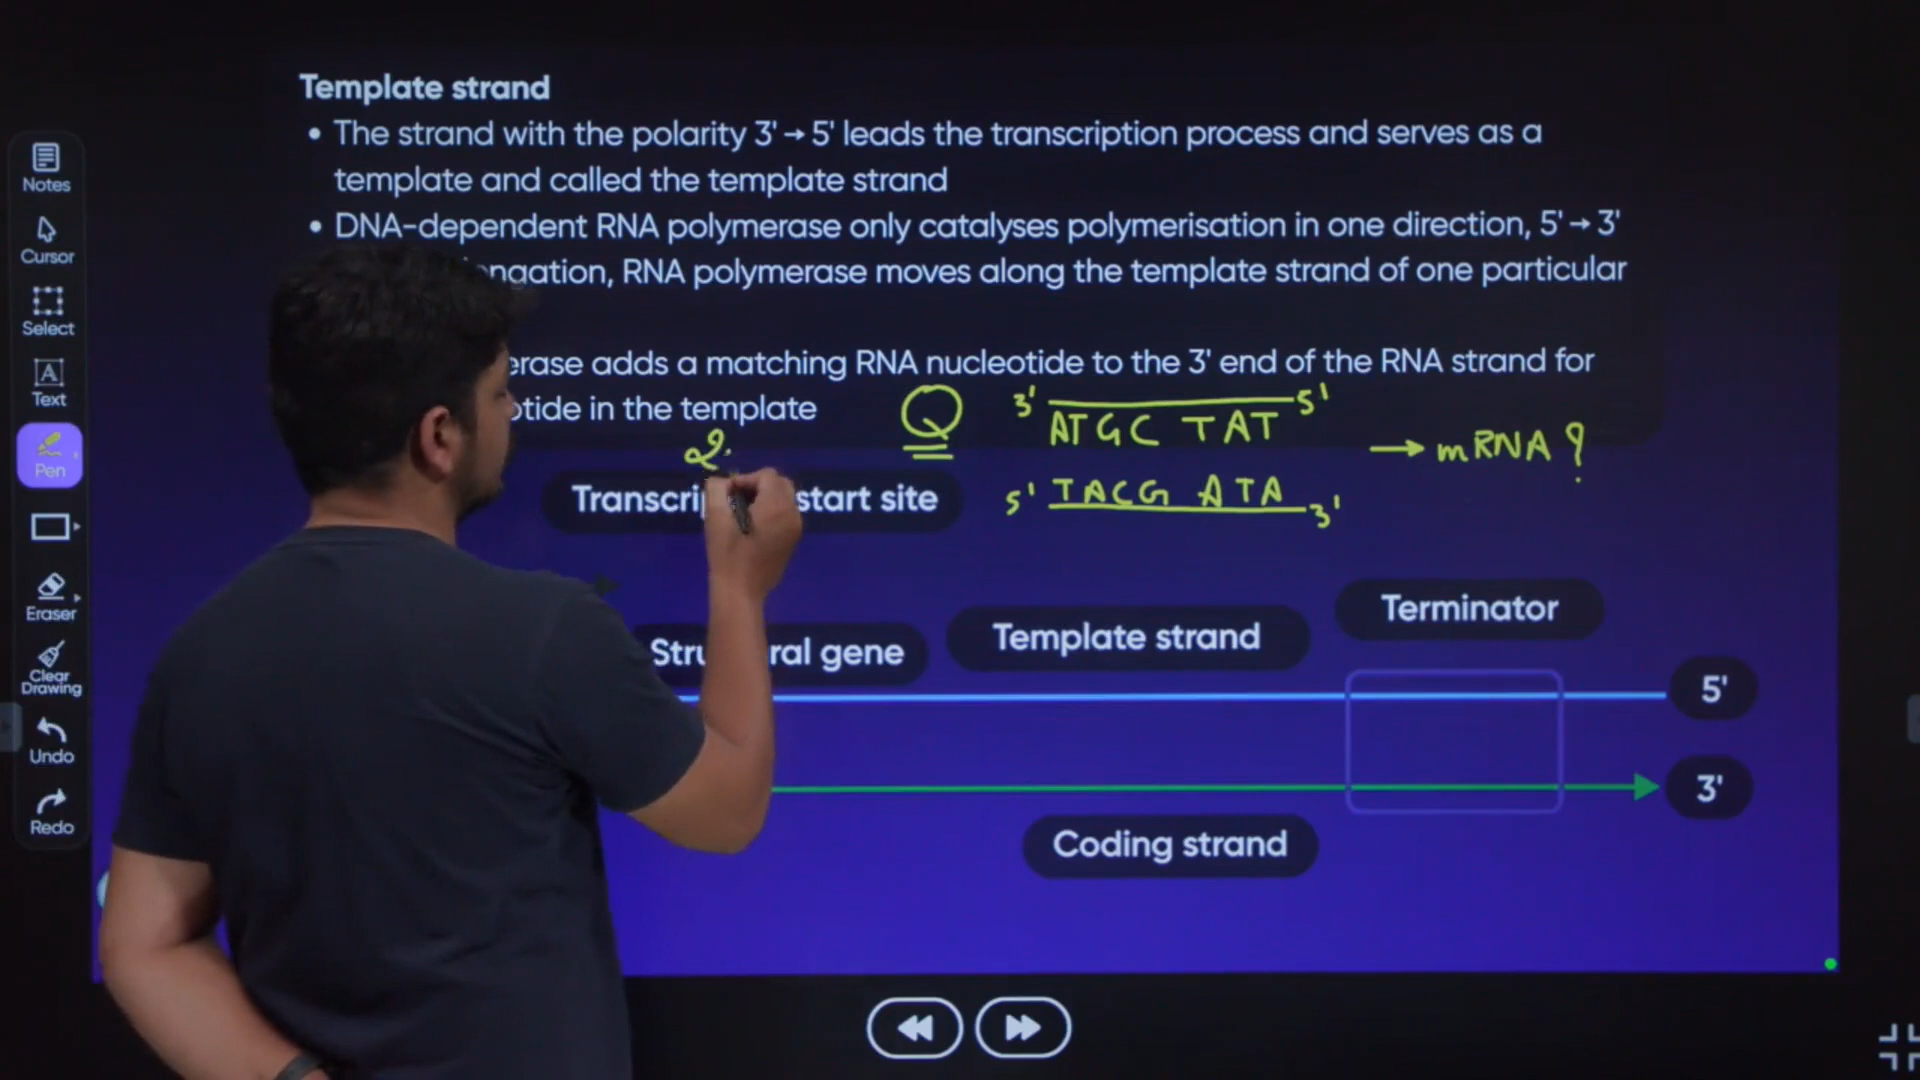 Template strand
• The strand with the polarity 3' → 5' leads the transcription process and serves as a
template and called the template strand
• DNA-dependent RNA polymerase only catalyses polymerisation in one direction, 5' → 3'
ngation, RNA polymerase moves along the template strand of one particular
erase adds a matching RNA nucleotide to the 3' end of the RNA strand for
otide in the template
Q 3' ATGC TAT 5' → mRNA ?
5' TACG ATA 3'
Transcrip start site
Structural gene
Template strand
Terminator
5'
3'
Coding strand
Notes
Cursor
Select
A
Text
Pen
Eraser
Clear
Drawing
Undo
Redo